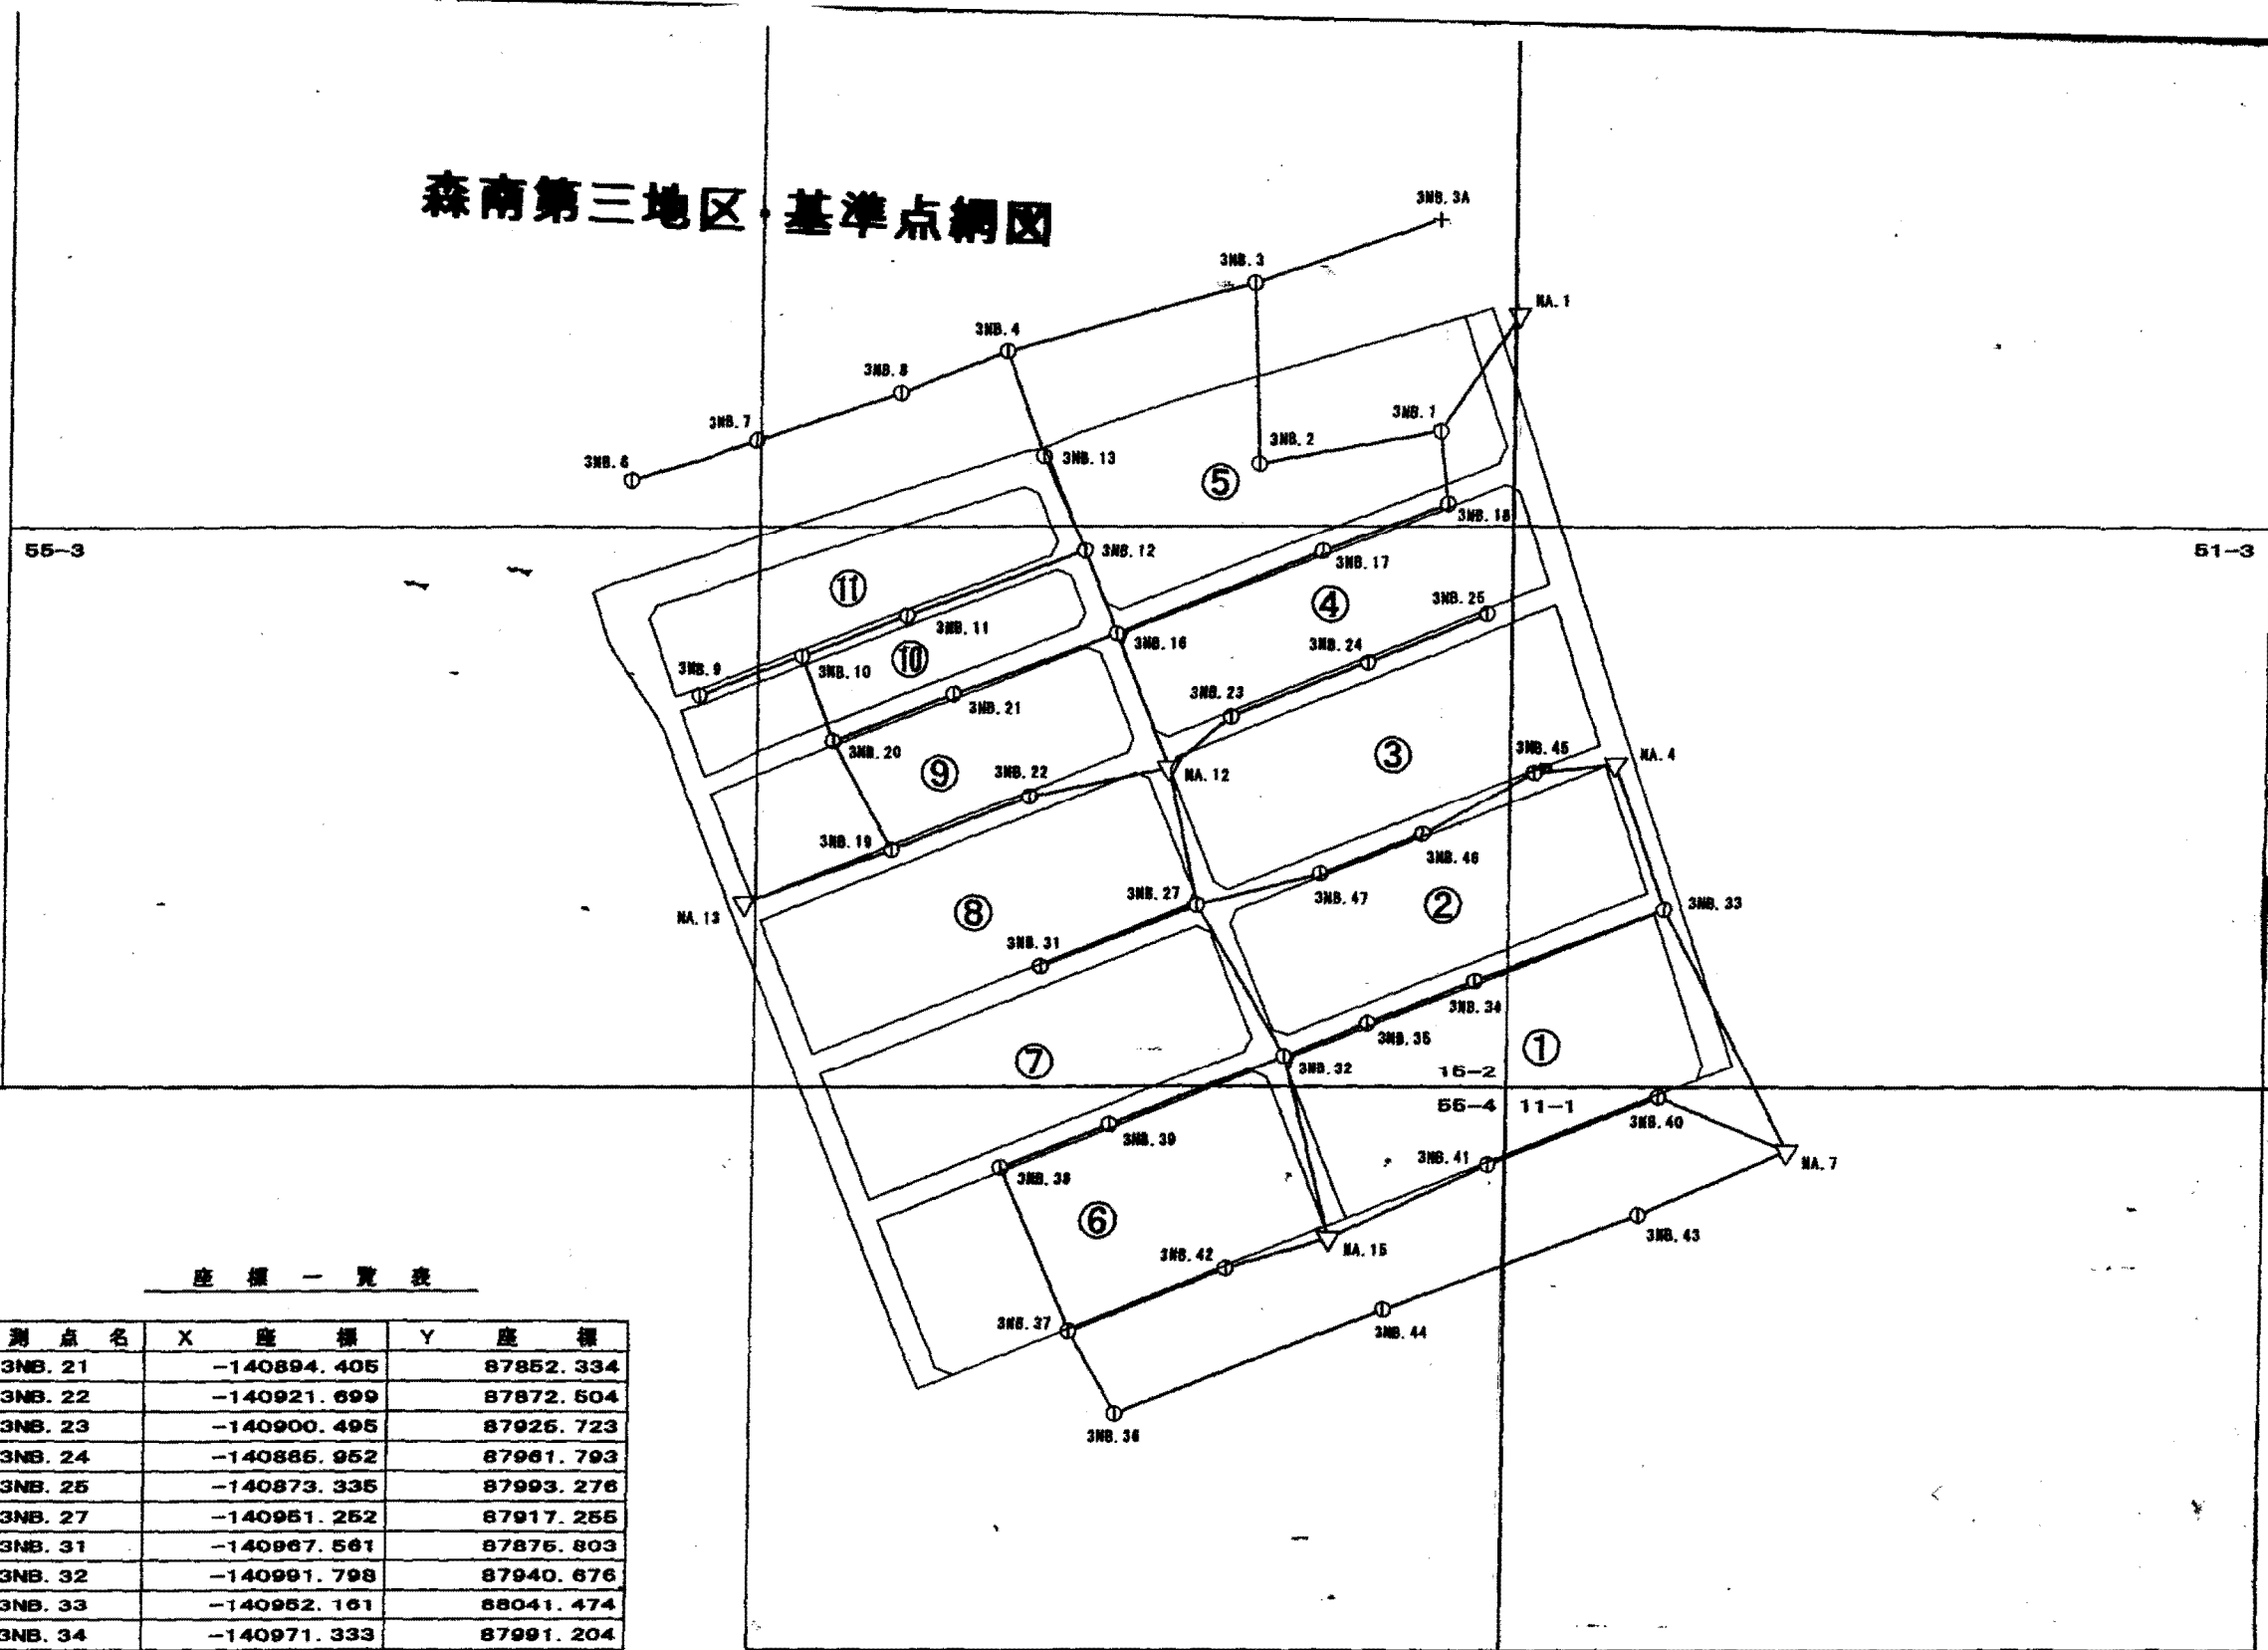 森南第三地区・基準点網図
3NB.3A
3NB.3
NA.1
3NB.4
3NB.8
3NB.1
3NB.7
3NB.2
3NB.6
3NB.13
⑤
3NB.18
55-3
3NB.12
51-3
3NB.17
⑪
④
3NB.25
3NB.11
3NB.16
3NB.24
3NB.9
3NB.10
⑩
3NB.23
3NB.21
3NB.20
3NB.45
⑨
3NB.22
NA.12
③
NA.4
3NB.19
3NB.46
3NB.27
3NB.47
②
3NB.33
NA.13
⑧
3NB.31
3NB.34
3NB.35
⑦
①
3NB.32
15-2
55-4
11-1
3NB.40
3NB.39
3NB.41
NA.7
3NB.38
⑥
3NB.43
3NB.42
NA.15
3NB.37
3NB.44
3NB.36
座標一覧表
測点名 X座標 Y座標
3NB.21 -140894.405 87852.334
3NB.22 -140921.699 87872.504
3NB.23 -140900.495 87925.723
3NB.24 -140885.952 87961.793
3NB.25 -140873.335 87993.276
3NB.27 -140951.252 87917.255
3NB.31 -140967.561 87875.803
3NB.32 -140991.798 87940.676
3NB.33 -140952.161 88041.474
3NB.34 -140971.333 87991.204